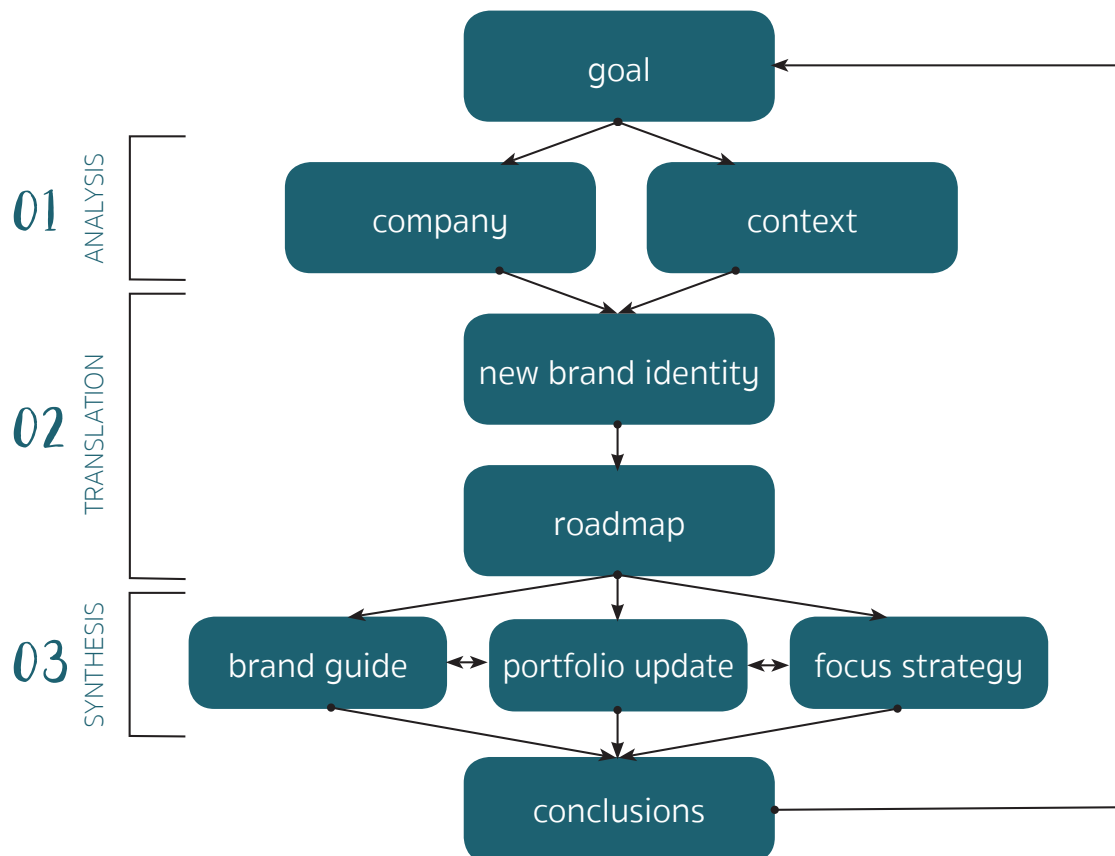 goal
01
ANALYSIS
company
context
02
TRANSLATION
new brand identity
roadmap
03
SYNTHESIS
brand guide
portfolio update
focus strategy
conclusions